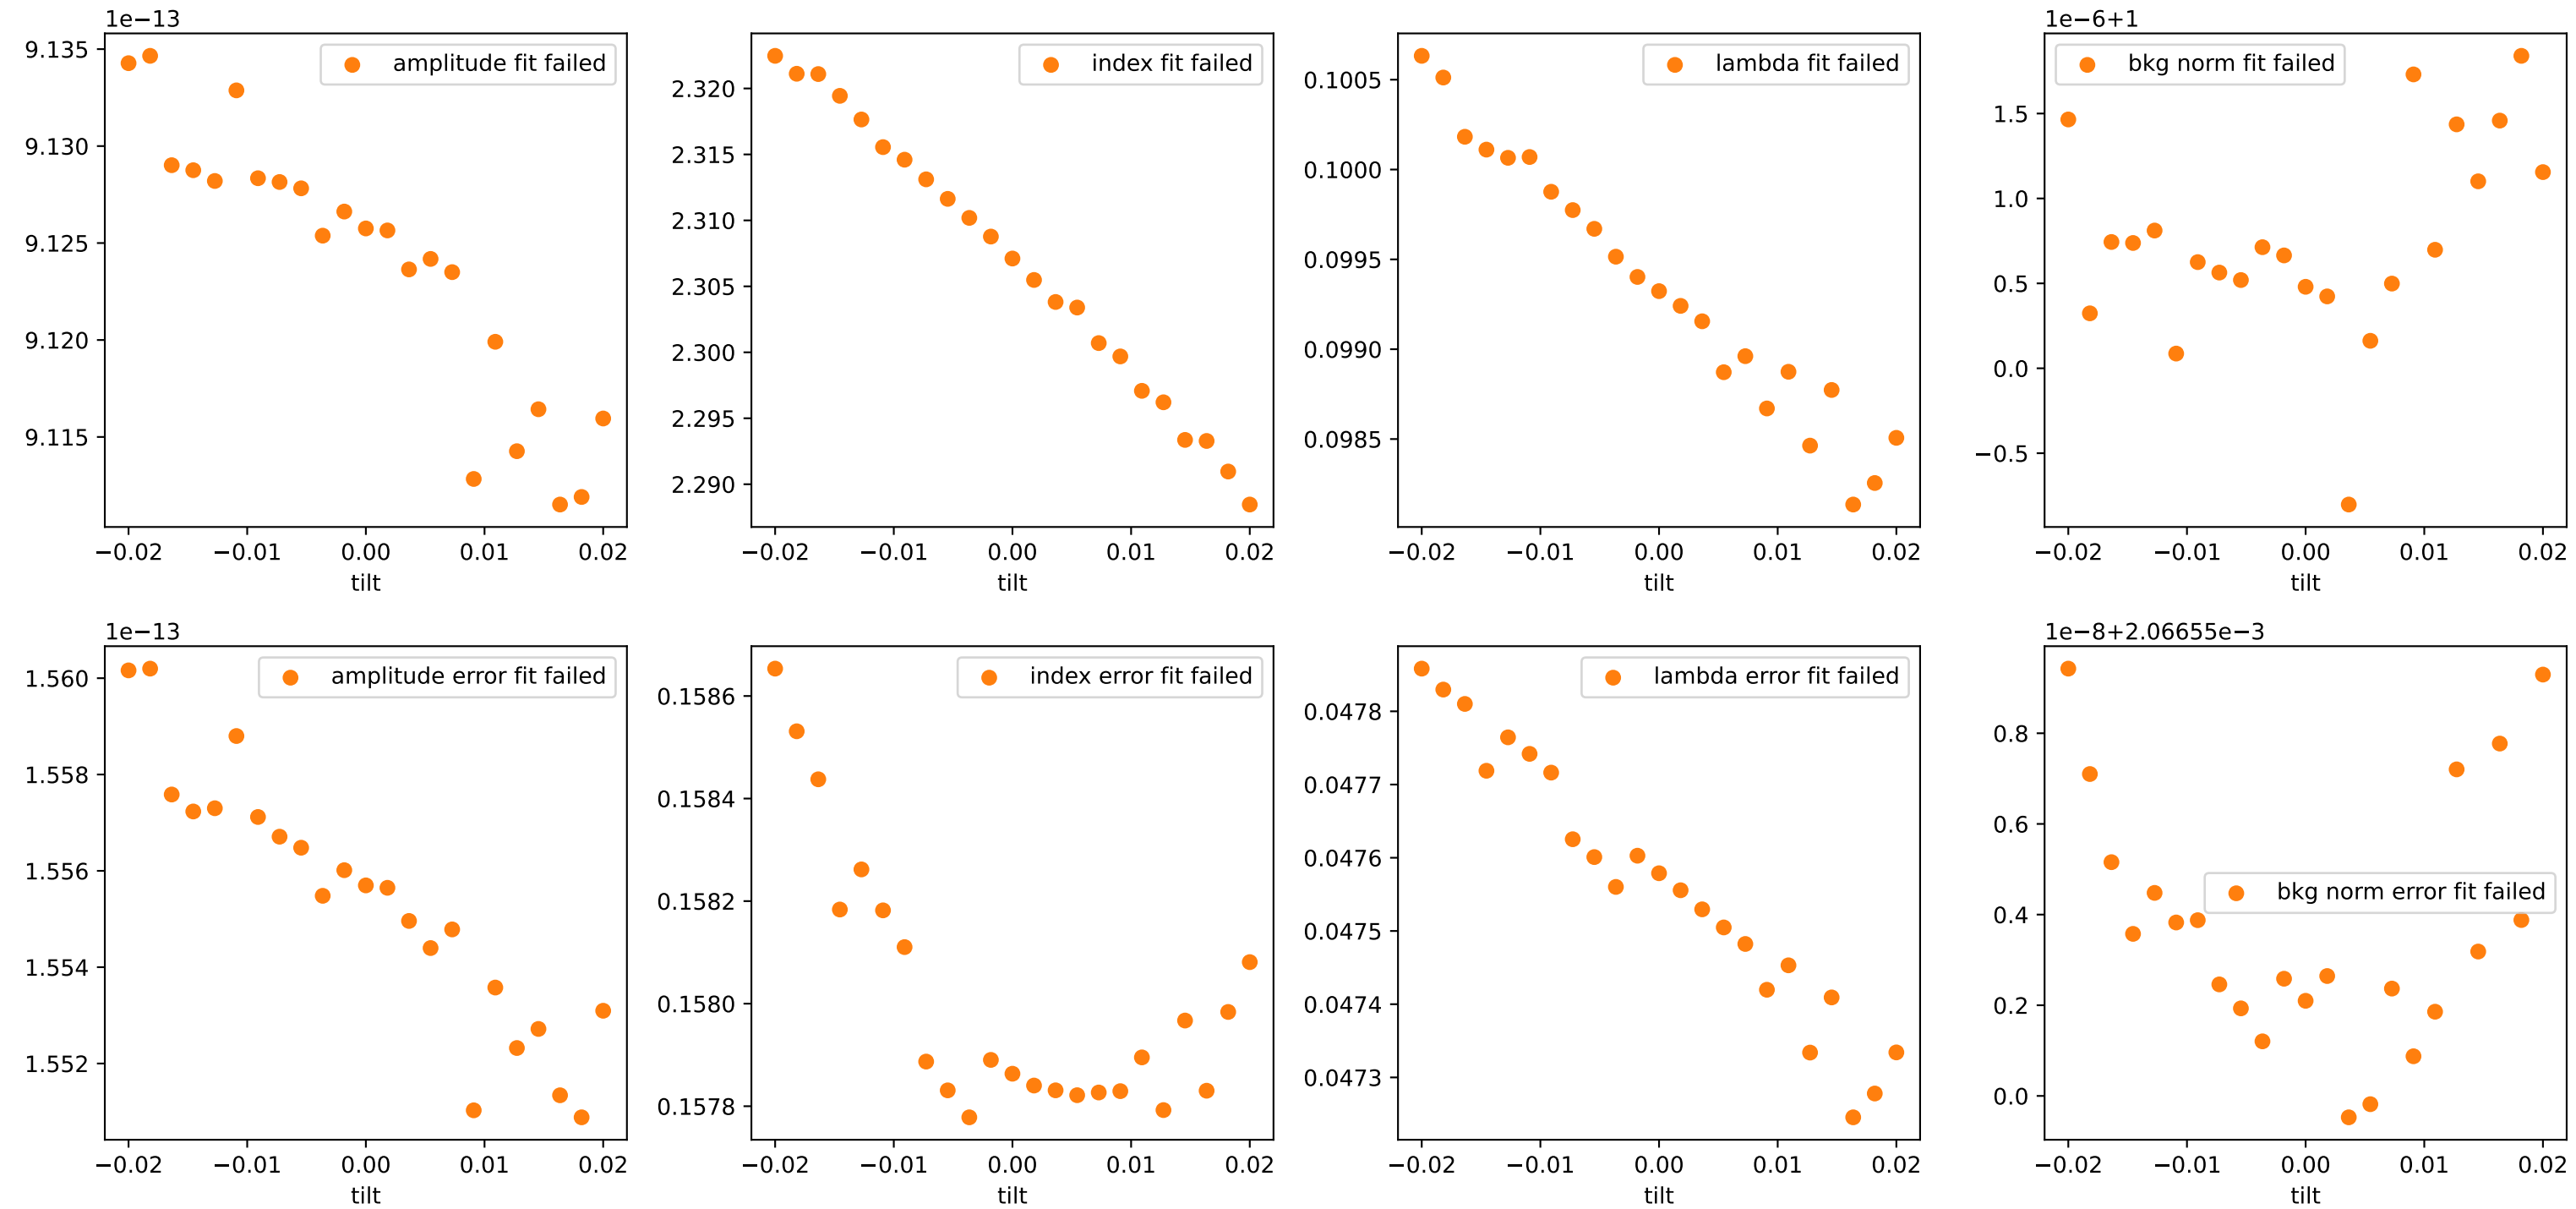 1e−13
amplitude fit failed
9.135
9.130
9.125
9.120
9.115
−0.02 −0.01 0.00 0.01 0.02
tilt
index fit failed
2.320
2.315
2.310
2.305
2.300
2.295
2.290
−0.02 −0.01 0.00 0.01 0.02
tilt
lambda fit failed
0.1005
0.1000
0.0995
0.0990
0.0985
−0.02 −0.01 0.00 0.01 0.02
tilt
1e−6+1
bkg norm fit failed
1.5
1.0
0.5
0.0
−0.5
−0.02 −0.01 0.00 0.01 0.02
tilt
1e−13
amplitude error fit failed
1.560
1.558
1.556
1.554
1.552
−0.02 −0.01 0.00 0.01 0.02
tilt
index error fit failed
0.1586
0.1584
0.1582
0.1580
0.1578
−0.02 −0.01 0.00 0.01 0.02
tilt
lambda error fit failed
0.0478
0.0477
0.0476
0.0475
0.0474
0.0473
−0.02 −0.01 0.00 0.01 0.02
tilt
1e−8+2.06655e−3
0.8
0.6
bkg norm error fit failed
0.4
0.2
0.0
−0.02 −0.01 0.00 0.01 0.02
tilt